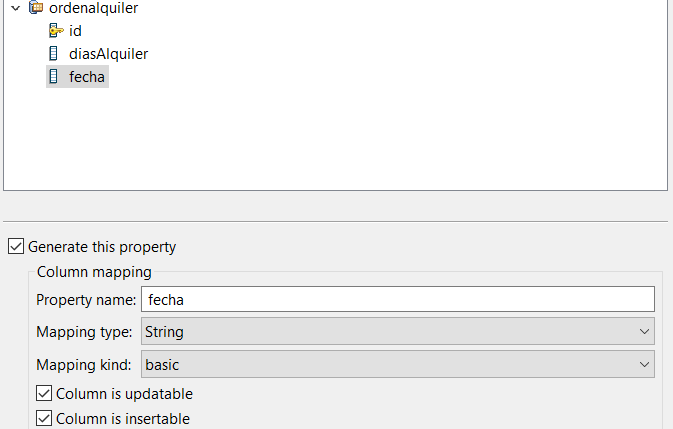 ordenalquiler
id
diasAlquiler
fecha
Generate this property
Column mapping
Property name: fecha
Mapping type: String
Mapping kind: basic
Column is updatable
Column is insertable